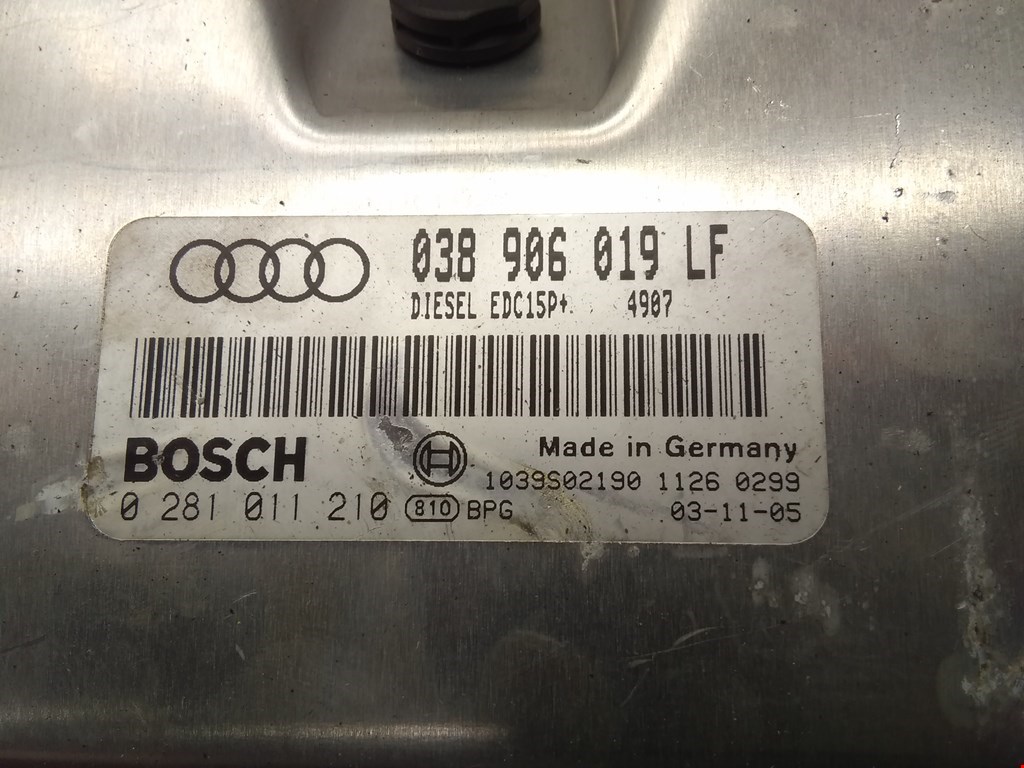 038 906 019 LF
DIESEL EDC15P+ 4907
BOSCH
Made in Germany
1039S02190 1126 0299
0 281 011 210 810 BPG 03-11-05